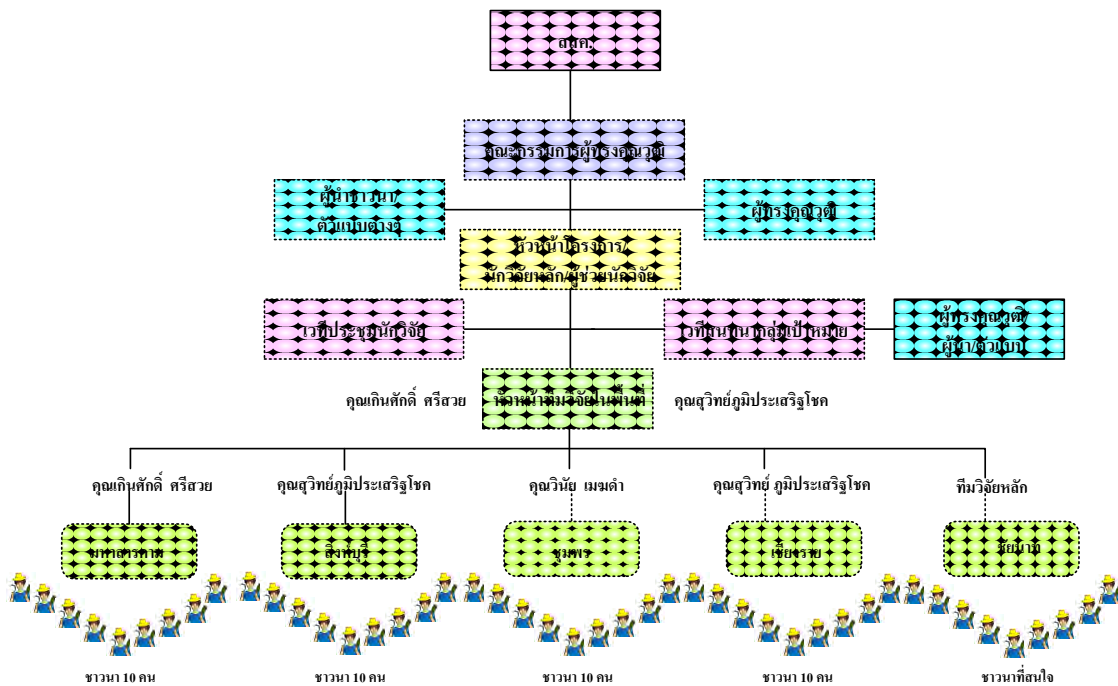 สสค.
คณะกรรมการผู้ทรงคุณวุฒิ
ผู้นำชาวนา/
ตัวแบบต่างๆ
ผู้ทรงคุณวุฒิ
หัวหน้าโครงการ/
นักวิจัยหลัก/ผู้ช่วยนักวิจัย
เวทีประชุมนักวิจัย
เวทีสนทนากลุ่มเป้าหมาย
ผู้ทรงคุณวุฒิ/
ผู้นำ/ตัวแบบ
คุณเกินศักดิ์ ศรีสวย
หัวหน้าทีมวิจัยในพื้นที่
คุณสุวิทย์ภูมิประเสริฐโชค
คุณเกินศักดิ์ ศรีสวย
คุณสุวิทย์ภูมิประเสริฐโชค
คุณวินัย เมฆดำ
คุณสุวิทย์ ภูมิประเสริฐโชค
ทีมวิจัยหลัก
มหาสารคาม
สิงห์บุรี
ชุมพร
เชียงราย
ชัยนาท
ชาวนา 10 คน
ชาวนา 10 คน
ชาวนา 10 คน
ชาวนา 10 คน
ชาวนาที่สนใจ